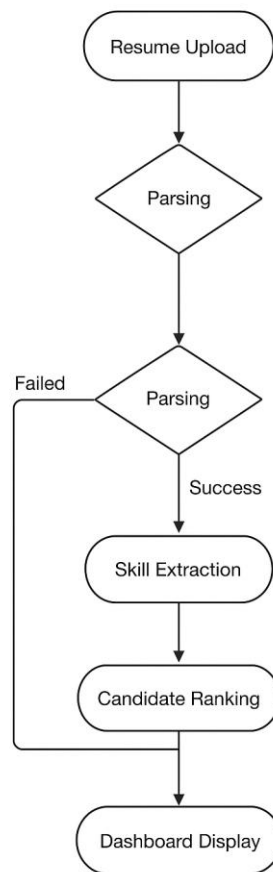 Resume Upload
Parsing
Parsing
Failed
Success
Skill Extraction
Candidate Ranking
Dashboard Display